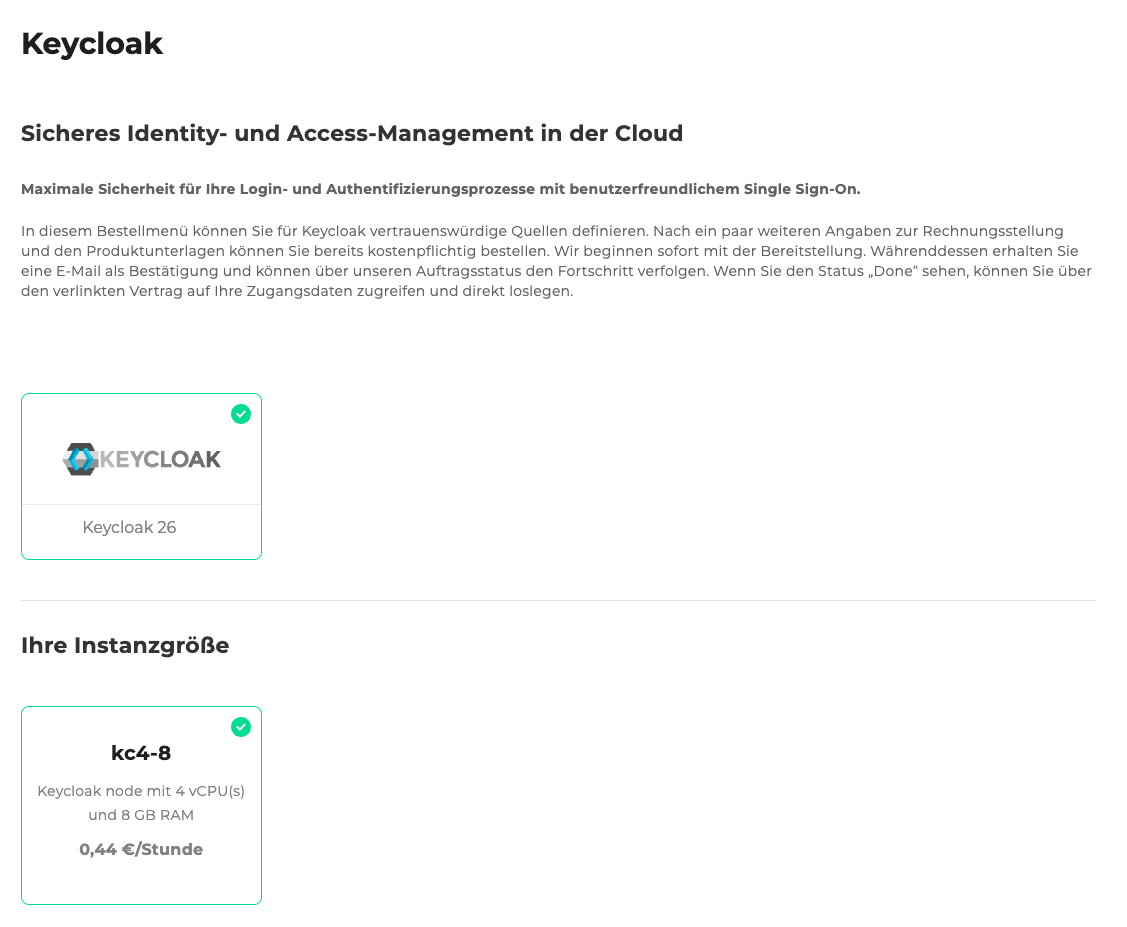 Keycloak
Sicheres Identity- und Access-Management in der Cloud
Maximale Sicherheit für Ihre Login- und Authentifizierungsprozesse mit benutzerfreundlichem Single Sign-On.
In diesem Bestellmenü können Sie für Keycloak vertrauenswürdige Quellen definieren. Nach ein paar weiteren Angaben zur Rechnungsstellung
und den Produktunterlagen können Sie bereits kostenpflichtig bestellen. Wir beginnen sofort mit der Bereitstellung. Währenddessen erhalten Sie
eine E-Mail als Bestätigung und können über unseren Auftragsstatus den Fortschritt verfolgen. Wenn Sie den Status „Done“ sehen, können Sie über
den verlinkten Vertrag auf Ihre Zugangsdaten zugreifen und direkt loslegen.
KEYCLOAK
Keycloak 26
Ihre Instanzgröße
kc4-8
Keycloak node mit 4 vCPU(s)
und 8 GB RAM
0,44 €/Stunde